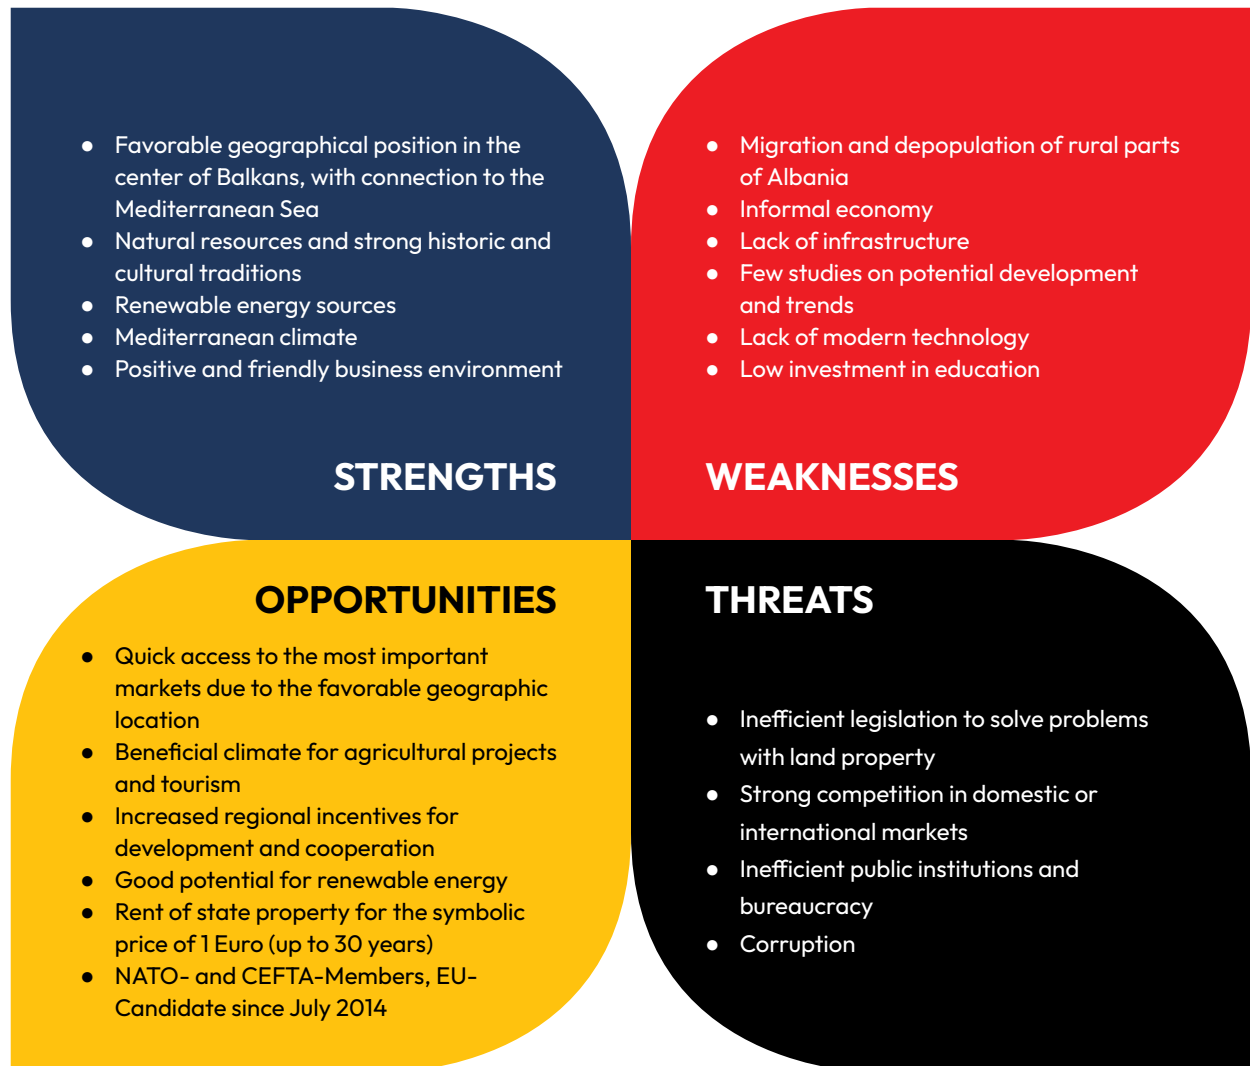 ● Favorable geographical position in the
center of Balkans, with connection to the
Mediterranean Sea
● Natural resources and strong historic and
cultural traditions
● Renewable energy sources
● Mediterranean climate
● Positive and friendly business environment
STRENGTHS
● Migration and depopulation of rural parts
of Albania
● Informal economy
● Lack of infrastructure
● Few studies on potential development
and trends
● Lack of modern technology
● Low investment in education
WEAKNESSES
OPPORTUNITIES
● Quick access to the most important
markets due to the favorable geographic
location
● Beneficial climate for agricultural projects
and tourism
● Increased regional incentives for
development and cooperation
● Good potential for renewable energy
● Rent of state property for the symbolic
price of 1 Euro (up to 30 years)
● NATO- and CEFTA-Members, EU-
Candidate since July 2014
THREATS
● Inefficient legislation to solve problems
with land property
● Strong competition in domestic or
international markets
● Inefficient public institutions and
bureaucracy
● Corruption